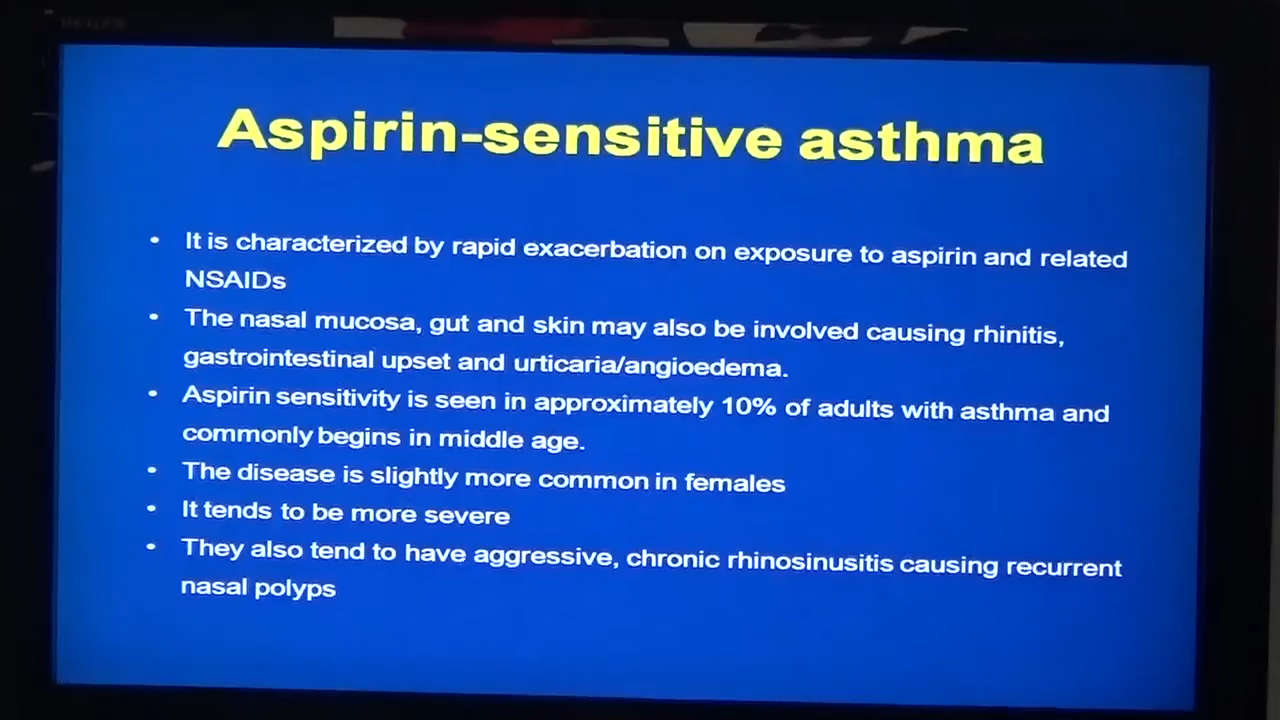 Aspirin-sensitive asthma
• It is characterized by rapid exacerbation on exposure to aspirin and related
NSAIDs
• The nasal mucosa, gut and skin may also be involved causing rhinitis,
gastrointestinal upset and urticaria/angioedema.
• Aspirin sensitivity is seen in approximately 10% of adults with asthma and
commonly begins in middle age.
• The disease is slightly more common in females
• It tends to be more severe
• They also tend to have aggressive, chronic rhinosinusitis causing recurrent
nasal polyps